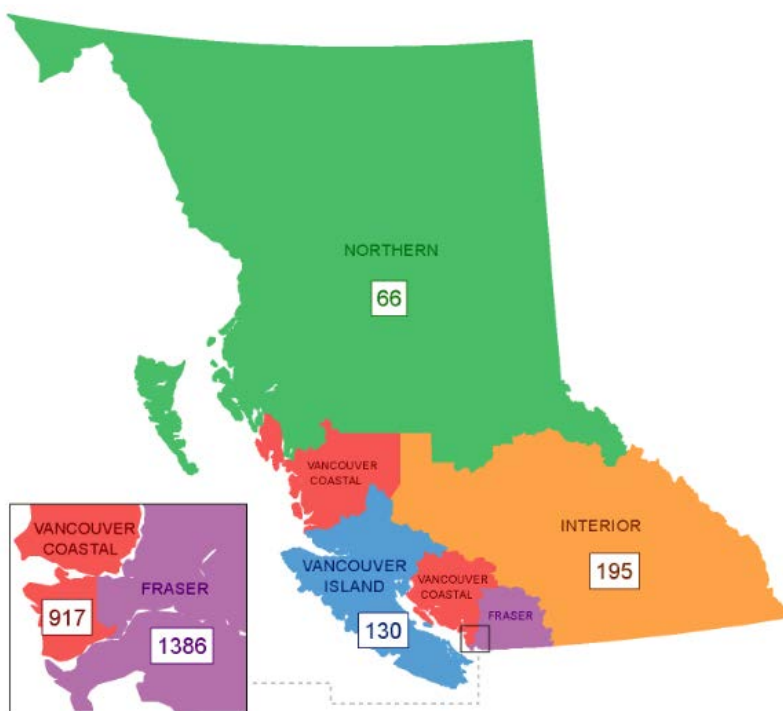 NORTHERN
66
VANCOUVER
COASTAL
INTERIOR
195
VANCOUVER
ISLAND
130
VANCOUVER
COASTAL
FRASER
VANCOUVER
COASTAL
917
FRASER
1386